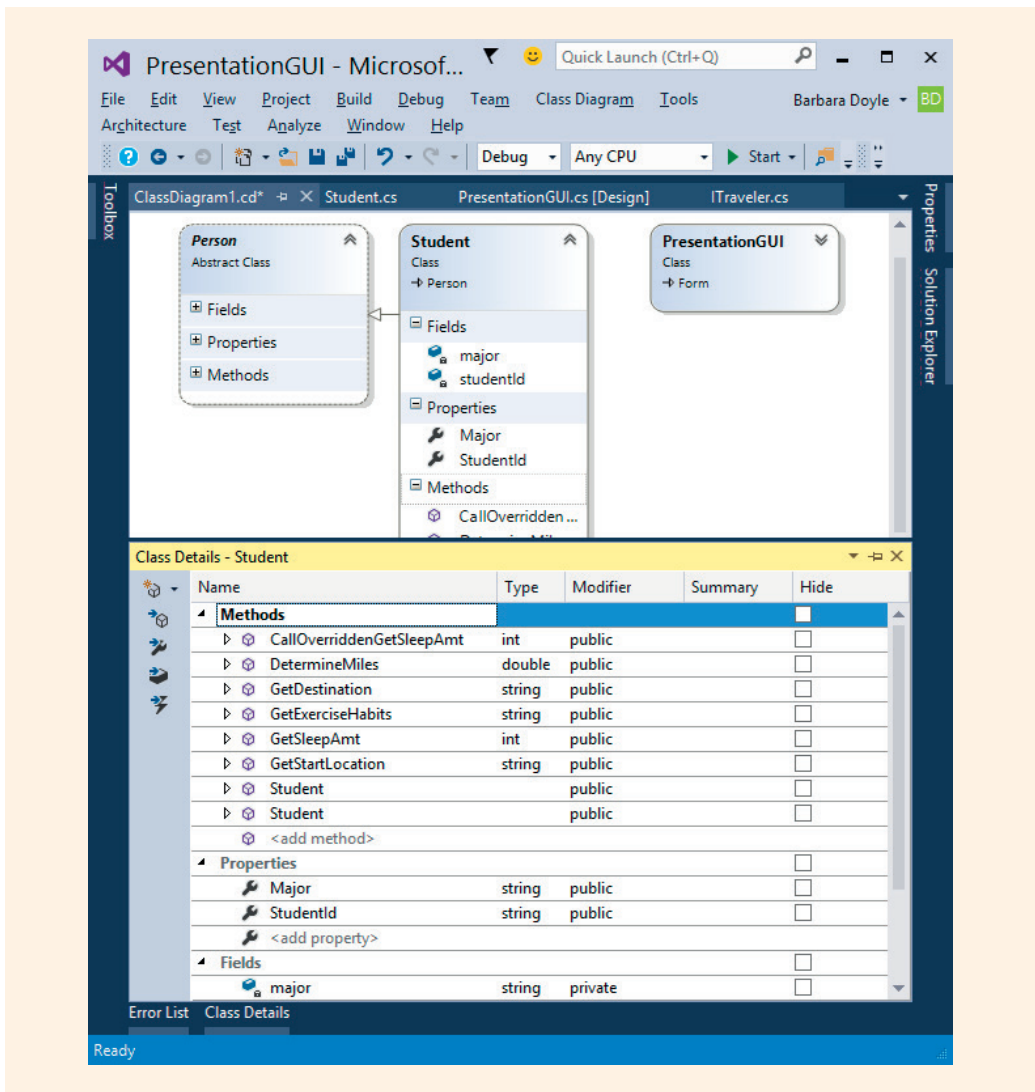 PresentationGUI - Microsof...
Quick Launch (Ctrl+Q)
File Edit View Project Build Debug Team Class Diagram Tools Barbara Doyle BD
Architecture Test Analyze Window Help
Debug Any CPU Start
Toolbox
ClassDiagram1.cd* Student.cs PresentationGUI.cs [Design] ITraveler.cs
Properties
Solution Explorer
Person
Abstract Class
Fields
Properties
Methods
Student
Class
Person
Fields
major
studentId
Properties
Major
StudentId
Methods
CallOverridden ...
PresentationGUI
Class
Form
Class Details - Student
Name Type Modifier Summary Hide
Methods
CallOverriddenGetSleepAmt int public
DetermineMiles double public
GetDestination string public
GetExerciseHabits string public
GetSleepAmt int public
GetStartLocation string public
Student public
Student public
<add method>
Properties
Major string public
StudentId string public
<add property>
Fields
major string private
Error List Class Details
Ready